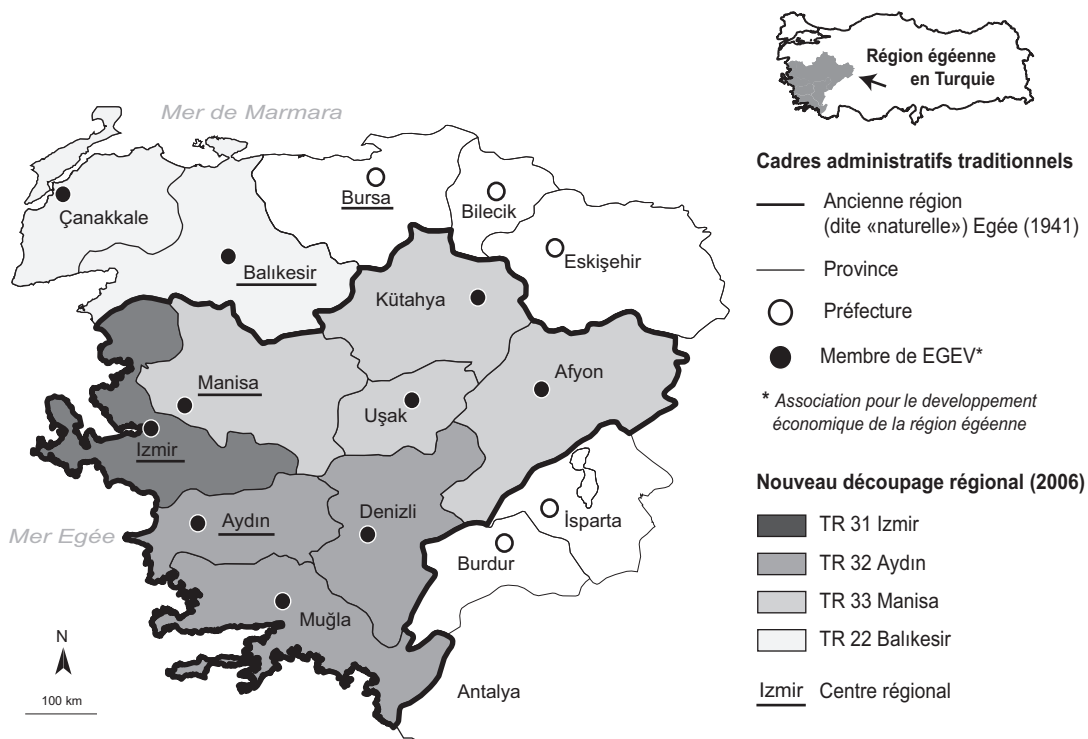 Région égéenne
en Turquie
Mer de Marmara
Çanakkale
Bursa
Bilecik
Balıkesir
Eskişehir
Kütahya
Manisa
Uşak
Afyon
Izmir
Aydın
Denizli
İsparta
Burdur
Mer Egée
Muğla
Antalya
N
100 km
Cadres administratifs traditionnels
Ancienne région
(dite «naturelle») Egée (1941)
Province
Préfecture
Membre de EGEV*
* Association pour le developpement
économique de la région égéenne
Nouveau découpage régional (2006)
TR 31 Izmir
TR 32 Aydın
TR 33 Manisa
TR 22 Balıkesir
Izmir Centre régional